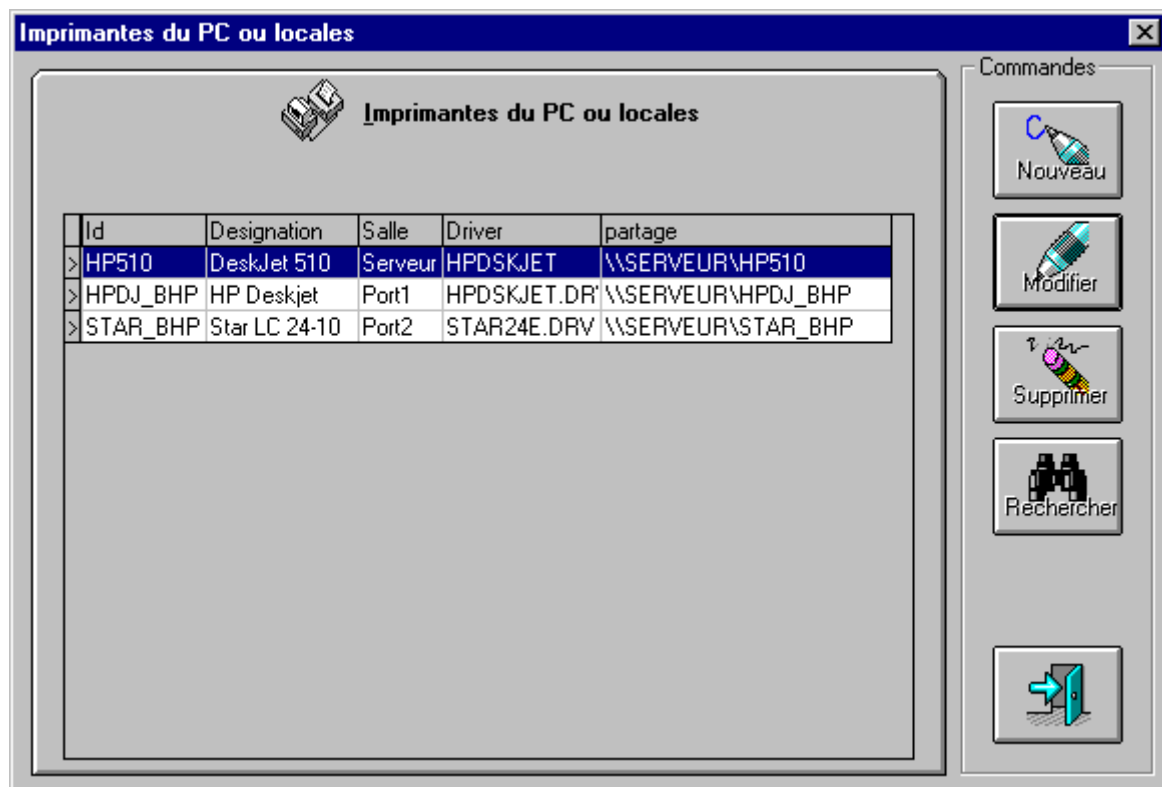 Imprimantes du PC ou locales
Commandes
Imprimantes du PC ou locales
Nouveau
Id Designation Salle Driver partage
> HP510 DeskJet 510 Serveur HPDSKJET \\SERVEUR\HP510
> HPDJ_BHP HP Deskjet Port1 HPDSKJET.DR \\SERVEUR\HPDJ_BHP
> STAR_BHP Star LC 24-10 Port2 STAR24E.DRV \\SERVEUR\STAR_BHP
Modifier
Supprimer
Rechercher